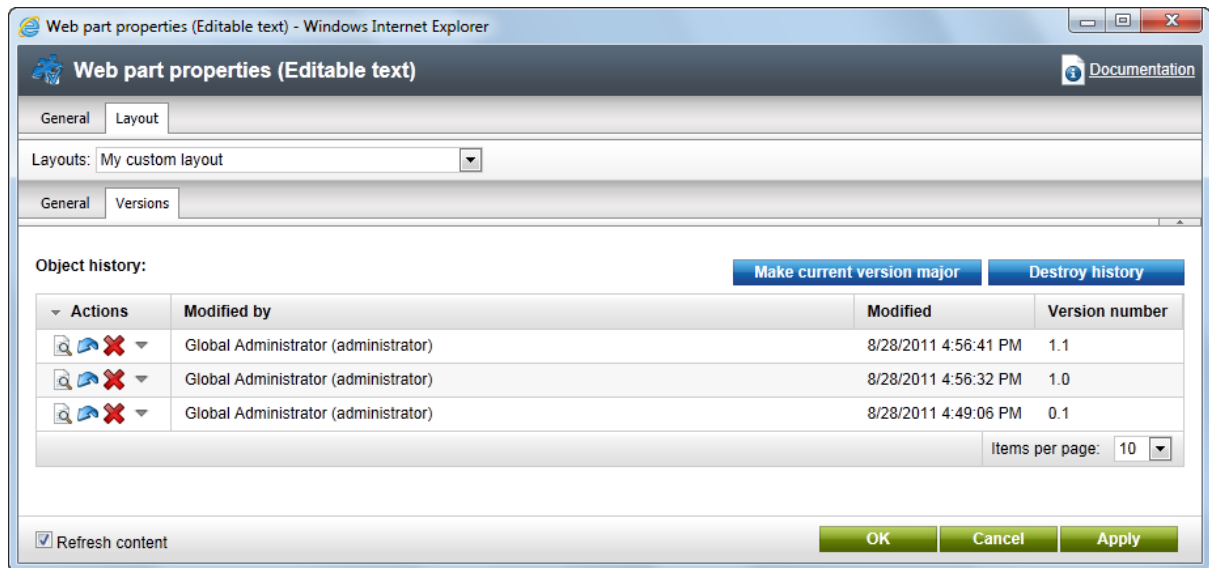 Web part properties (Editable text) - Windows Internet Explorer
Web part properties (Editable text) Documentation
General Layout
Layouts: My custom layout
General Versions
Object history: Make current version major Destroy history
Actions Modified by Modified Version number
Global Administrator (administrator) 8/28/2011 4:56:41 PM 1.1
Global Administrator (administrator) 8/28/2011 4:56:32 PM 1.0
Global Administrator (administrator) 8/28/2011 4:49:06 PM 0.1
Items per page: 10
Refresh content OK Cancel Apply